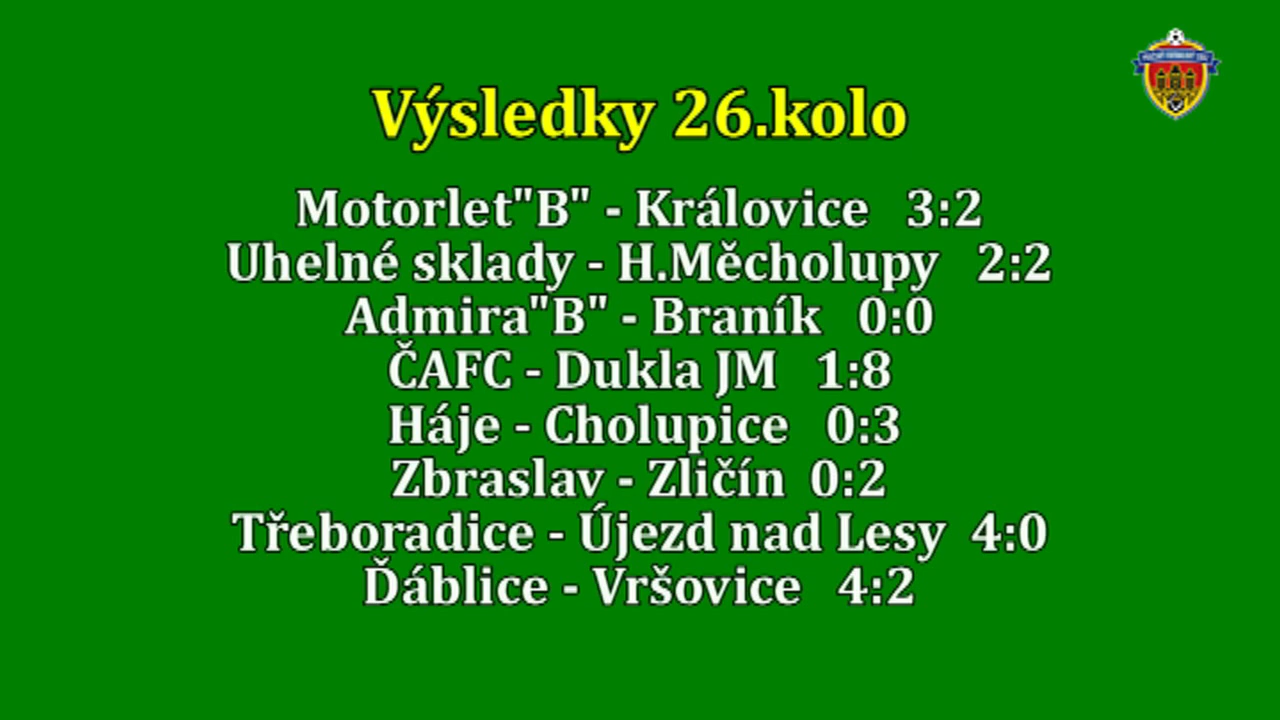 Výsledky 26.kolo
Motorlet"B" - Královice 3:2
Uhelné sklady - H.Měcholupy 2:2
Admira"B" - Braník 0:0
ČAFC - Dukla JM 1:8
Háje - Cholupice 0:3
Zbraslav - Zličín 0:2
Třeboradice - Újezd nad Lesy 4:0
Ďáblice - Vršovice 4:2